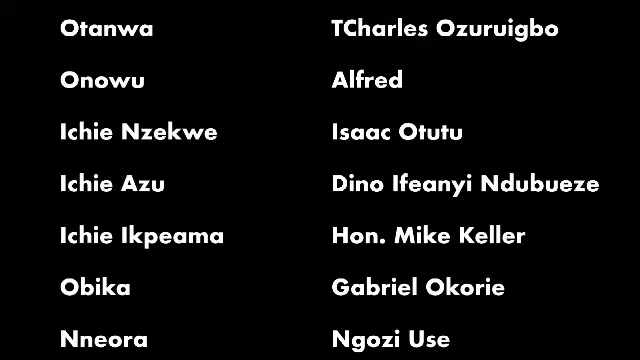 Otanwa TCharles Ozuruigbo
Onowu Alfred
Ichie Nzekwe Isaac Otutu
Ichie Azu Dino Ifeanyi Ndubueze
Ichie Ikpeama Hon. Mike Keller
Obika Gabriel Okorie
Nneora Ngozi Use